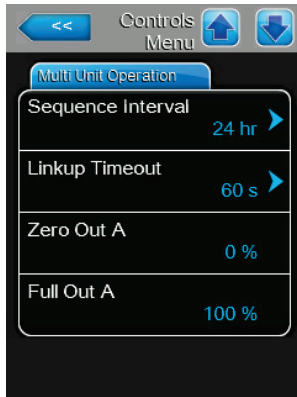 <<
Controls
Menu
Multi Unit Operation
Sequence Interval
24 hr
Linkup Timeout
60 s
Zero Out A
0 %
Full Out A
100 %